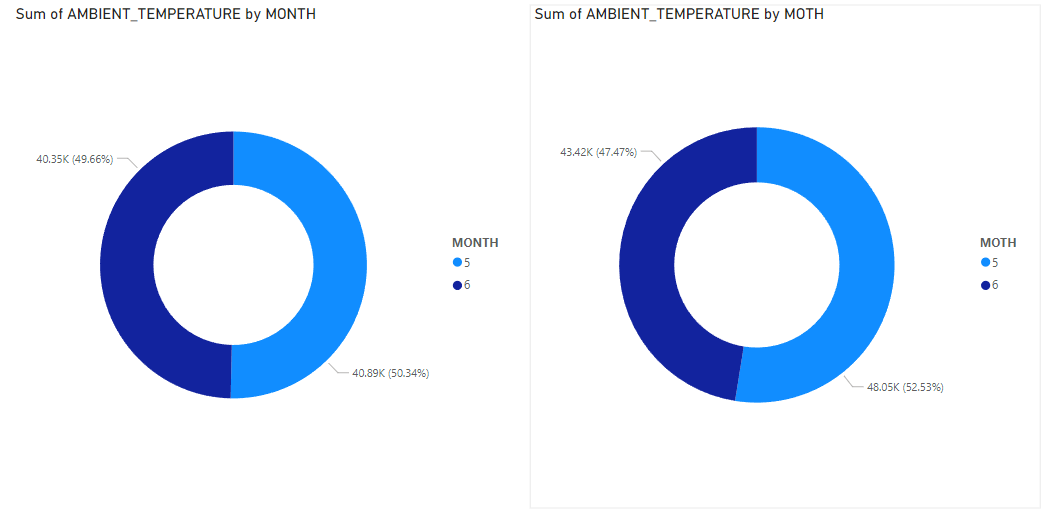 Sum of AMBIENT_TEMPERATURE by MONTH
40.35K (49.66%)
40.89K (50.34%)
MONTH
5
6
Sum of AMBIENT_TEMPERATURE by MOTH
43.42K (47.47%)
48.05K (52.53%)
MOTH
5
6